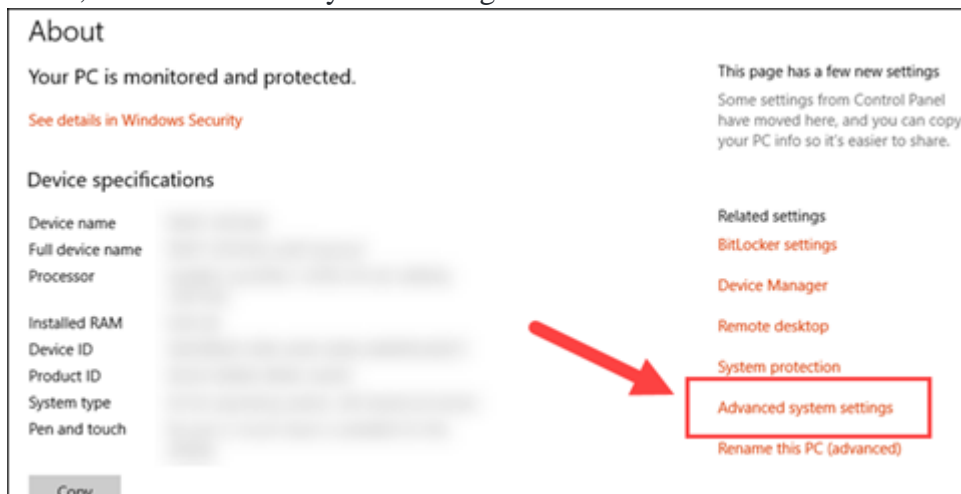 About
Your PC is monitored and protected.
See details in Windows Security
Device specifications
Device name
Full device name
Processor
Installed RAM
Device ID
Product ID
System type
Pen and touch
Copy
This page has a few new settings
Some settings from Control Panel
have moved here, and you can copy
your PC info so it's easier to share.
Related settings
BitLocker settings
Device Manager
Remote desktop
System protection
Advanced system settings
Rename this PC (advanced)